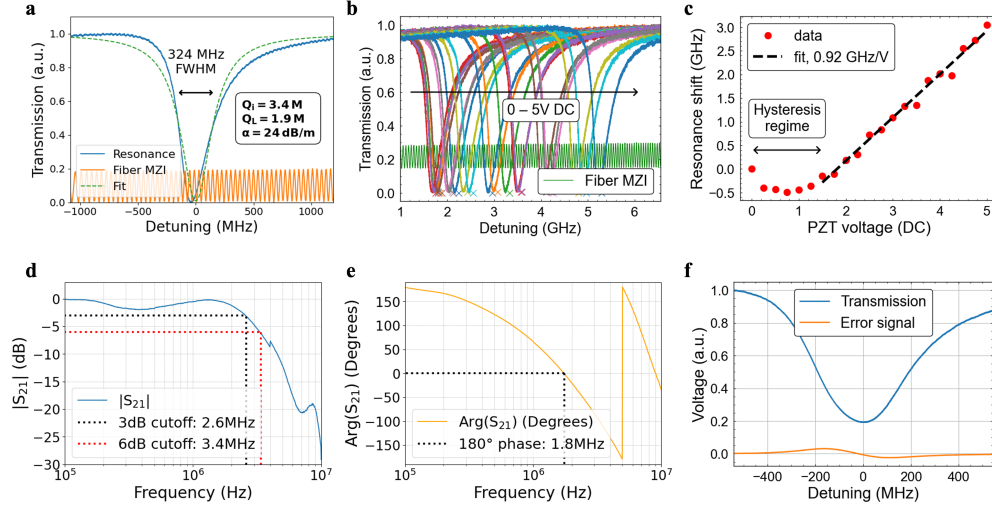 a
Transmission (a.u.)
1.0
0.8
0.6
0.4
0.2
0.0
324 MHz
FWHM
Q_I = 3.4 M
Q_L = 1.9 M
α = 24 dB/m
Resonance
Fiber MZI
Fit
−1000
−500
0
500
1000
Detuning (MHz)
b
Transmission (a.u.)
1.0
0.8
0.6
0.4
0.2
0.0
0 – 5V DC
Fiber MZI
1
2
3
4
5
6
Detuning (GHz)
c
Resonance shift (GHz)
3.0
2.5
2.0
1.5
1.0
0.5
0.0
−0.5
data
fit, 0.92 GHz/V
Hysteresis
regime
0
1
2
3
4
5
PZT voltage (DC)
d
|S₂₁| (dB)
0
−5
−10
−15
−20
−25
−30
|S₂₁|
3dB cutoff: 2.6MHz
6dB cutoff: 3.4MHz
10⁵
10⁶
10⁷
Frequency (Hz)
e
Arg(S₂₁) (Degrees)
150
100
50
0
−50
−100
−150
Arg(S₂₁) (Degrees)
180° phase: 1.8MHz
10⁵
10⁶
10⁷
Frequency (Hz)
f
Voltage (a.u.)
1.0
0.8
0.6
0.4
0.2
0.0
Transmission
Error signal
−400
−200
0
200
400
Detuning (MHz)